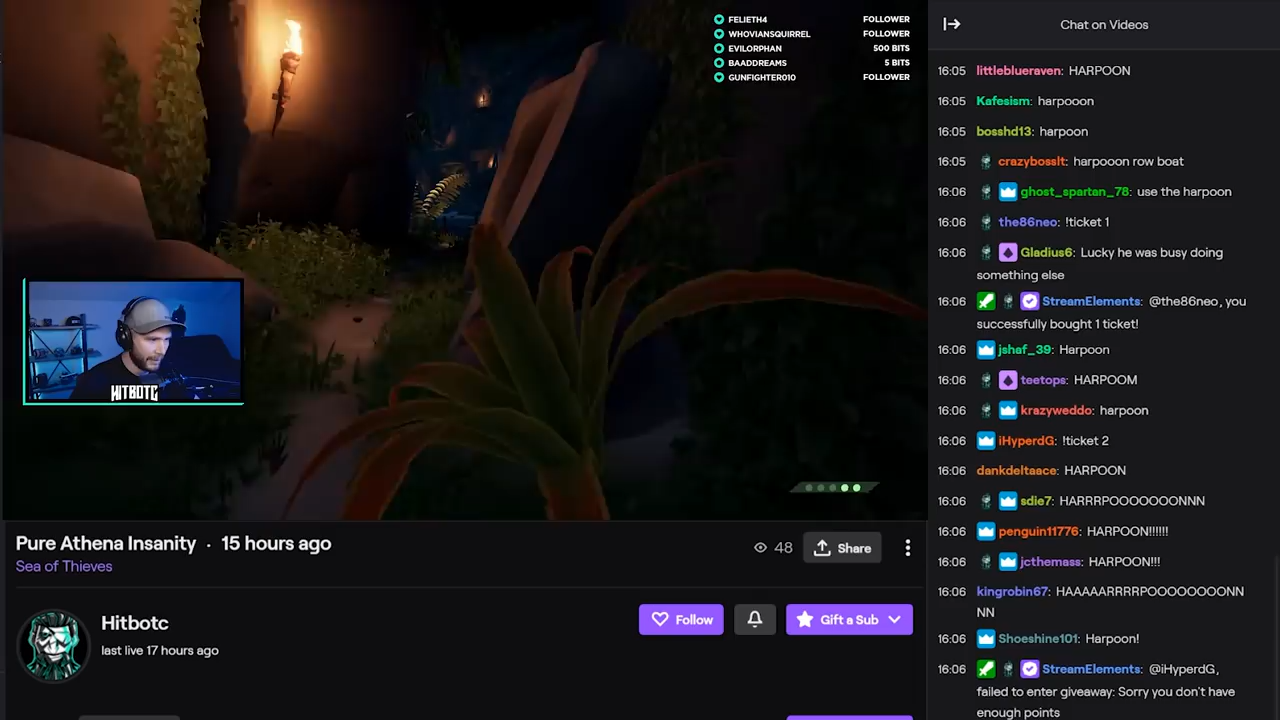 FELIETH4 FOLLOWER
WHOVIANSQUIRREL FOLLOWER
EVILORPHAN 500 BITS
BAADDREAMS 5 BITS
GUNFIGHTER010 FOLLOWER
HITBOTC
Pure Athena Insanity · 15 hours ago
Sea of Thieves
48
Share
Hitbotc
last live 17 hours ago
Follow
Gift a Sub
Chat on Videos
16:05 littleblueraven: HARPOON
16:05 Kafesism: harpooon
16:05 bosshd13: harpoon
16:05 crazybosslt: harpooon row boat
16:06 ghost_spartan_78: use the harpoon
16:06 the86neo: !ticket 1
16:06 Gladius6: Lucky he was busy doing
something else
16:06 StreamElements: @the86neo, you
successfully bought 1 ticket!
16:06 jshaf_39: Harpoon
16:06 teetops: HARPOOM
16:06 krazyweddo: harpoon
16:06 iHyperdG: !ticket 2
16:06 dankdeltaace: HARPOON
16:06 sdie7: HARRRPOOOOOOONNN
16:06 penguin11776: HARPOON!!!!!!
16:06 jcthemass: HARPOON!!!
16:06 kingrobin67: HAAAAARRRRPOOOOOOOONN
NN
16:06 Shoeshine101: Harpoon!
16:06 StreamElements: @iHyperdG,
failed to enter giveaway: Sorry you don't have
enough points